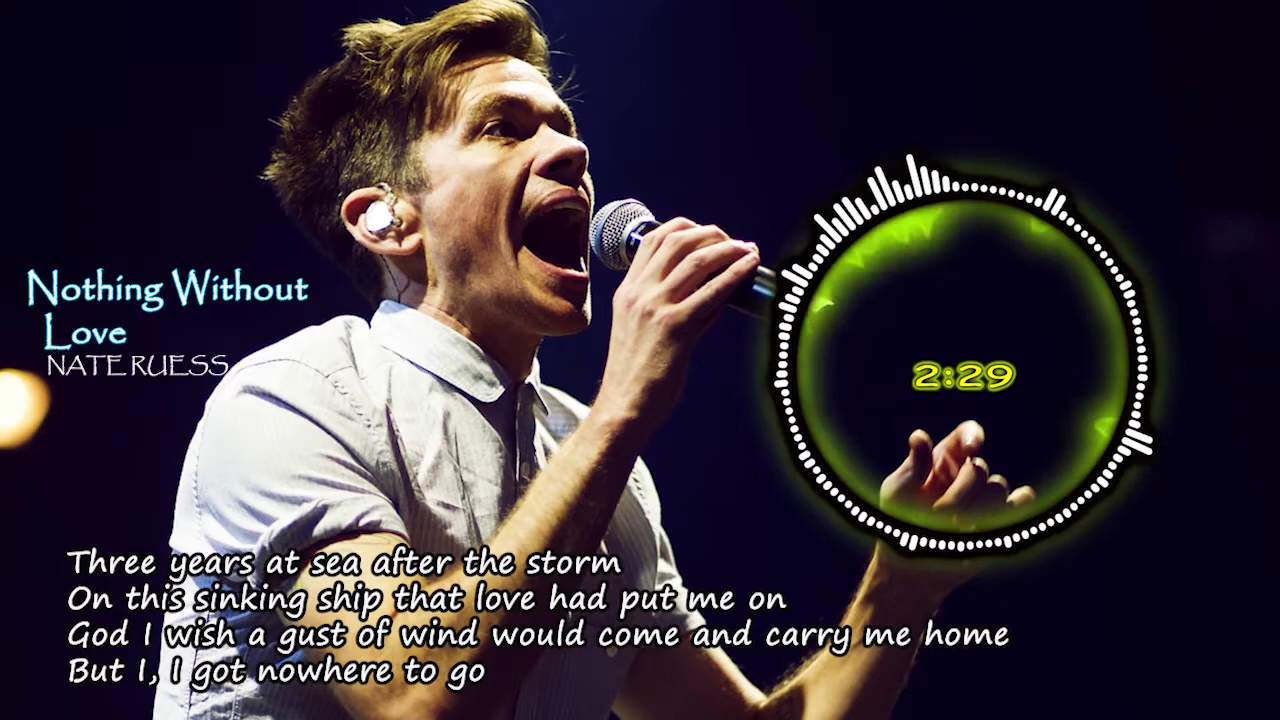 Nothing Without
Love
NATE RUESS
2:29
Three years at sea after the storm
On this sinking ship that love had put me on
God I wish a gust of wind would come and carry me home
But I, I got nowhere to go